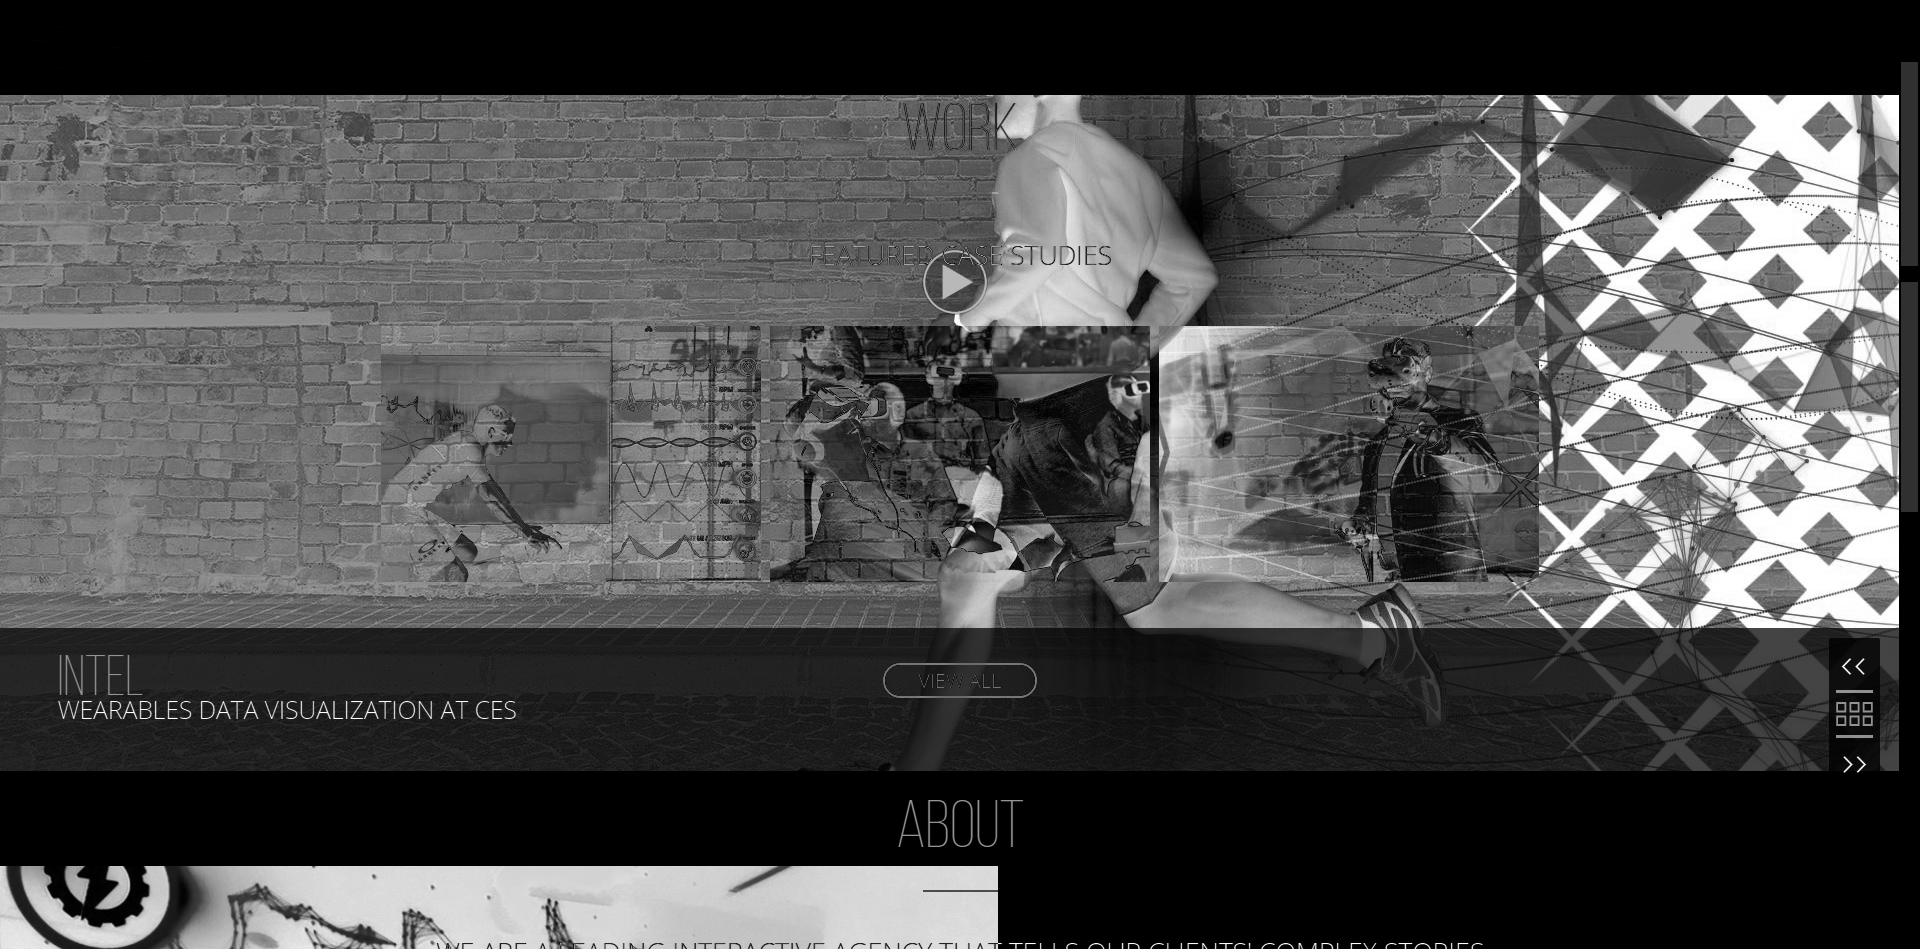 WORK
FEATURED CASE STUDIES
INTEL
WEARABLES DATA VISUALIZATION AT CES
VIEW ALL
ABOUT
WE ARE A LEADING INTERACTIVE AGENCY THAT TELLS OUR CLIENTS' COMPLEX STORIES